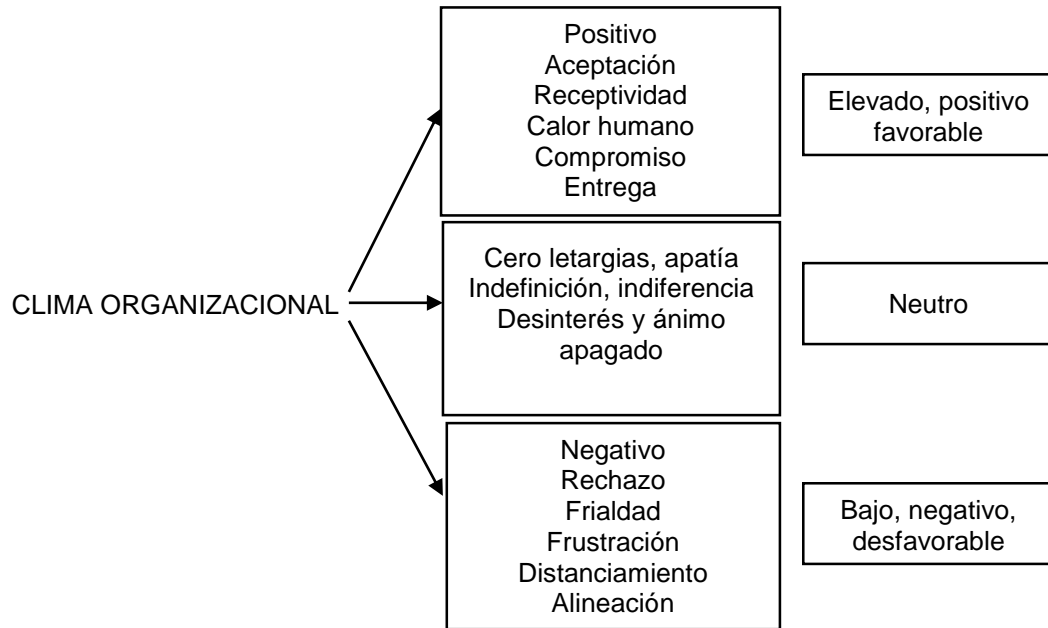 Positivo
Aceptación
Receptividad
Calor humano
Compromiso
Entrega
Elevado, positivo
favorable
CLIMA ORGANIZACIONAL
Cero letargias, apatía
Indefinición, indiferencia
Desinterés y ánimo
apagado
Neutro
Negativo
Rechazo
Frialdad
Frustración
Distanciamiento
Alineación
Bajo, negativo,
desfavorable